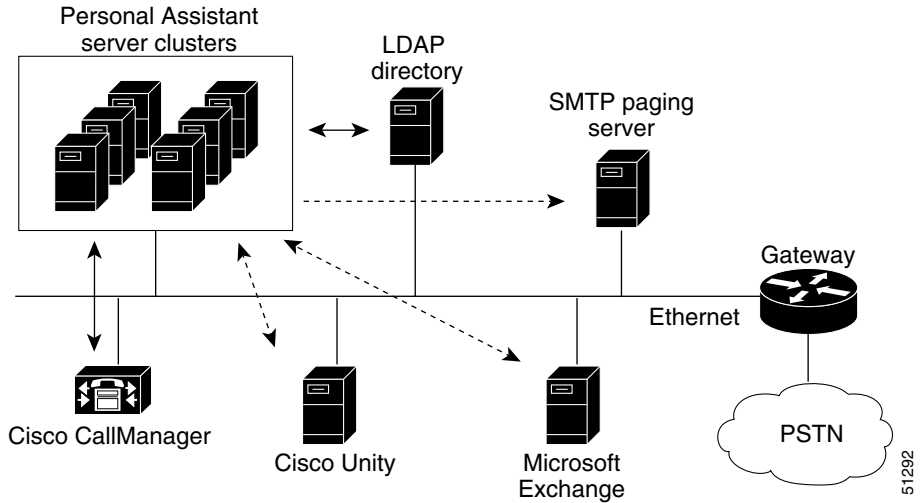 Personal Assistant
server clusters
LDAP
directory
SMTP paging
server
Gateway
Ethernet
Cisco CallManager
Cisco Unity
Microsoft
Exchange
PSTN
51292